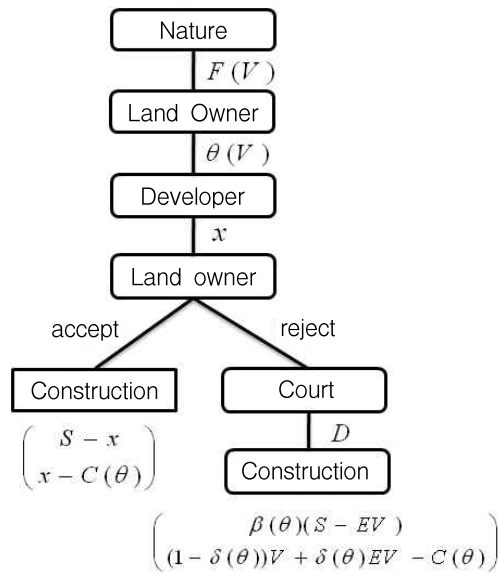 Nature
F (V )
Land Owner
θ (V )
Developer
x
Land owner
accept reject
Construction Court
S − x
x − C (θ )
D
Construction
β (θ )(S − EV )
(1 − δ (θ ))V + δ (θ )EV − C (θ )